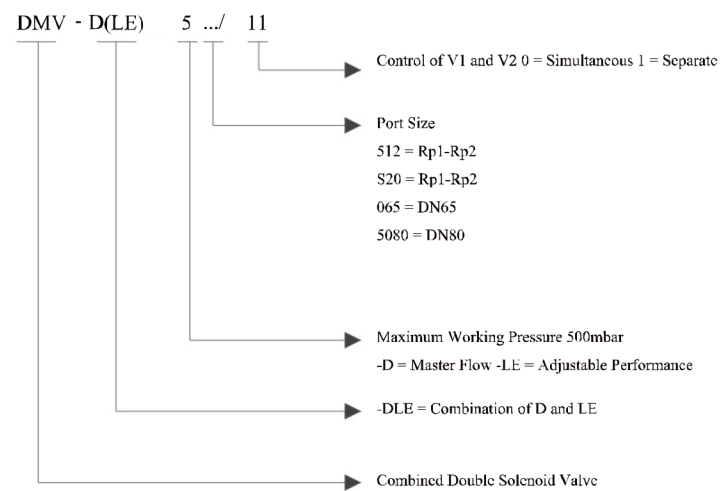 DMV - D(LE) 5 .../ 11
Control of V1 and V2 0 = Simultaneous 1 = Separate
Port Size
512 = Rp1-Rp2
S20 = Rp1-Rp2
065 = DN65
5080 = DN80
Maximum Working Pressure 500mbar
-D = Master Flow -LE = Adjustable Performance
-DLE = Combination of D and LE
Combined Double Solenoid Valve